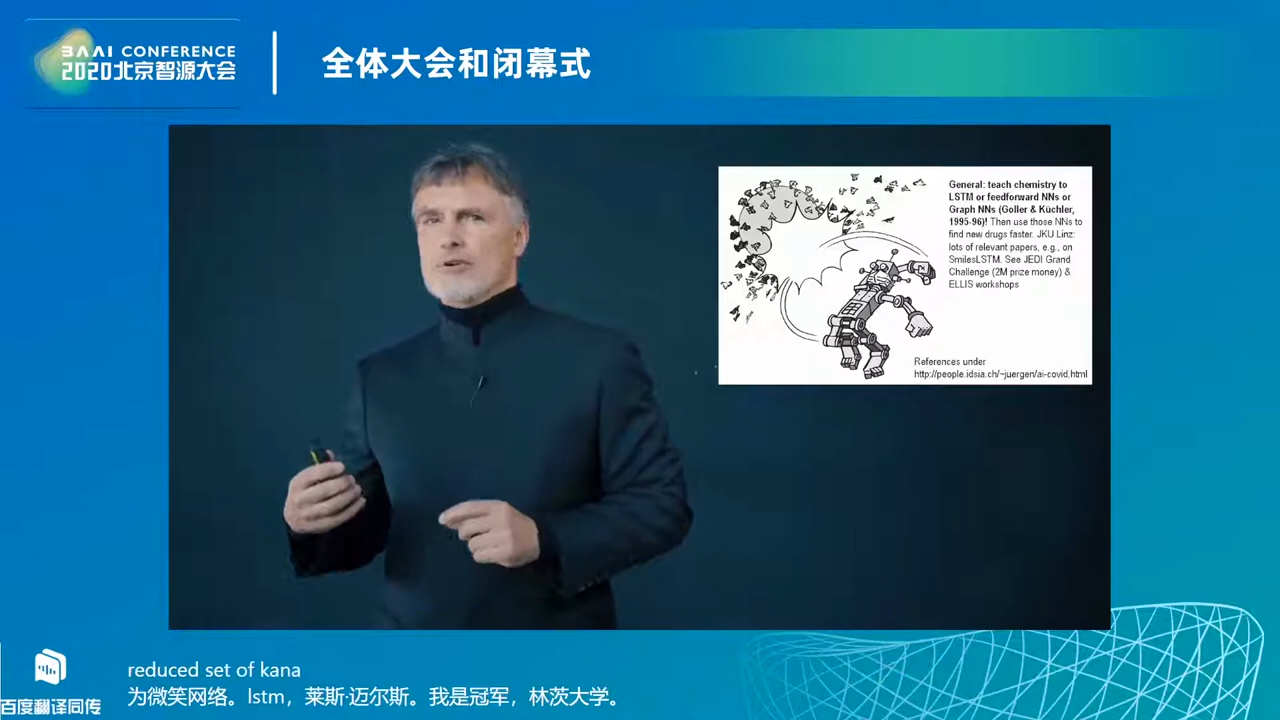 BAAI CONFERENCE
2020北京智源大会
全体大会和闭幕式
General: teach chemistry to
LSTM or feedforward NNs or
Graph NNs (Goller & Küchler,
1995-96)! Then use those NNs to
find new drugs faster. JKU Linz:
lots of relevant papers, e.g., on
SmilesLSTM. See JEDI Grand
Challenge (2M prize money) &
ELLIS workshops
References under
http://people.idsia.ch/~juergen/ai-covid.html
reduced set of kana
为微笑网络。lstm，莱斯·迈尔斯。我是冠军，林茨大学。
百度翻译同传